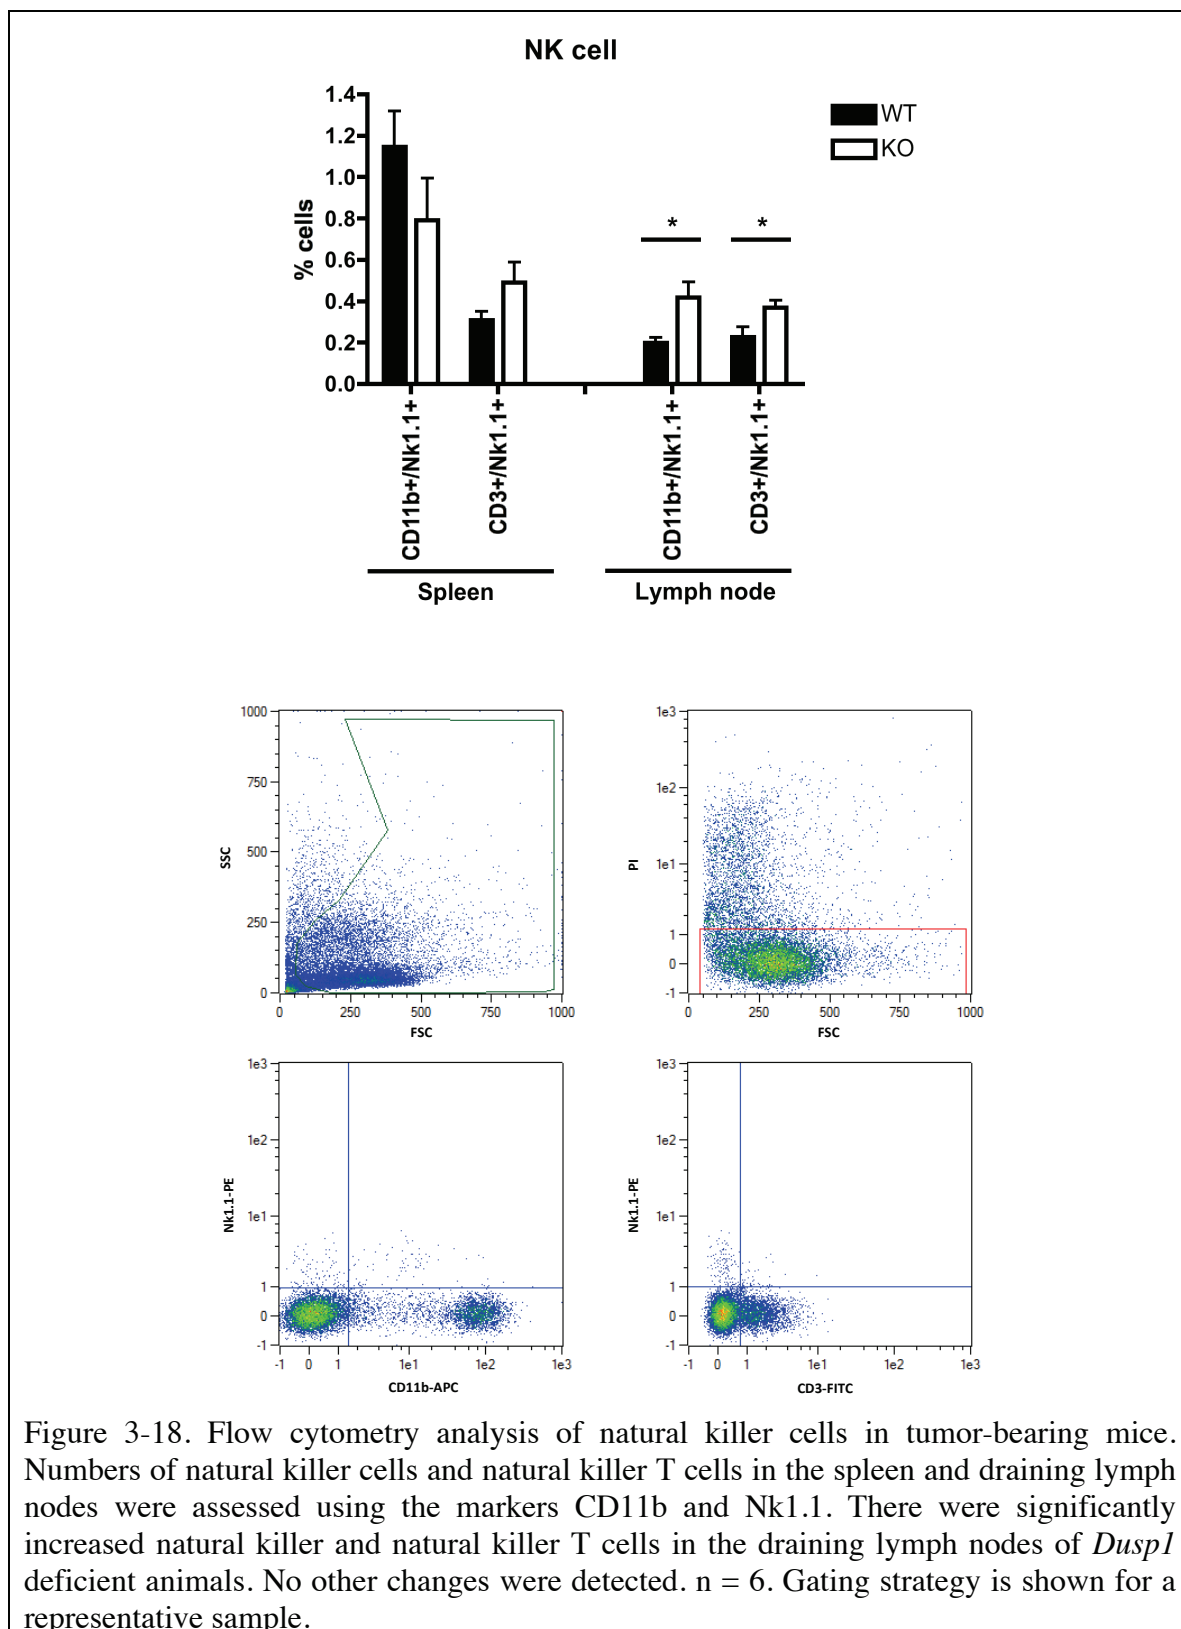 NK cell
1.4
1.2
1.0
0.8
0.6
0.4
0.2
0.0
% cells
WT
KO
*
*
CD11b+/Nk1.1+
CD3+/Nk1.1+
CD11b+/Nk1.1+
CD3+/Nk1.1+
Spleen
Lymph node
1000
750
500
250
0
SSC
0 250 500 750 1000
FSC
1e3
1e2
1e1
1
0
-1
PI
0 250 500 750 1000
FSC
1e3
1e2
1e1
1
0
-1
Nk1.1-PE
-1 0 1 1e1 1e2 1e3
CD11b-APC
1e3
1e2
1e1
1
0
-1
Nk1.1-PE
-1 0 1 1e1 1e2 1e3
CD3-FITC
Figure 3-18. Flow cytometry analysis of natural killer cells in tumor-bearing mice.
Numbers of natural killer cells and natural killer T cells in the spleen and draining lymph
nodes were assessed using the markers CD11b and Nk1.1. There were significantly
increased natural killer and natural killer T cells in the draining lymph nodes of Dusp1
deficient animals. No other changes were detected. n = 6. Gating strategy is shown for a
representative sample.